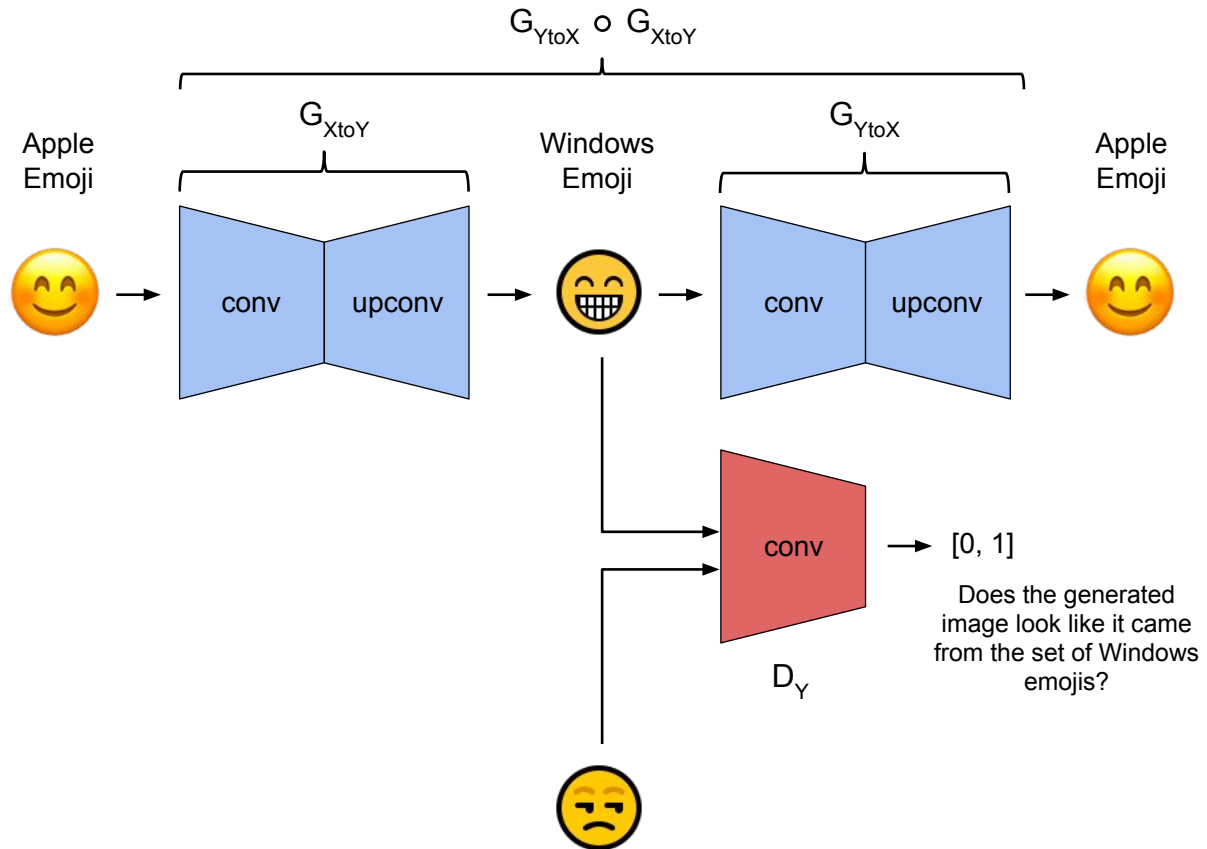 G_YtoX o G_XtoY
G_XtoY
G_YtoX
Apple
Emoji
Windows
Emoji
Apple
Emoji
conv
upconv
conv
upconv
conv
[0, 1]
Does the generated
image look like it came
from the set of Windows
emojis?
D_Y